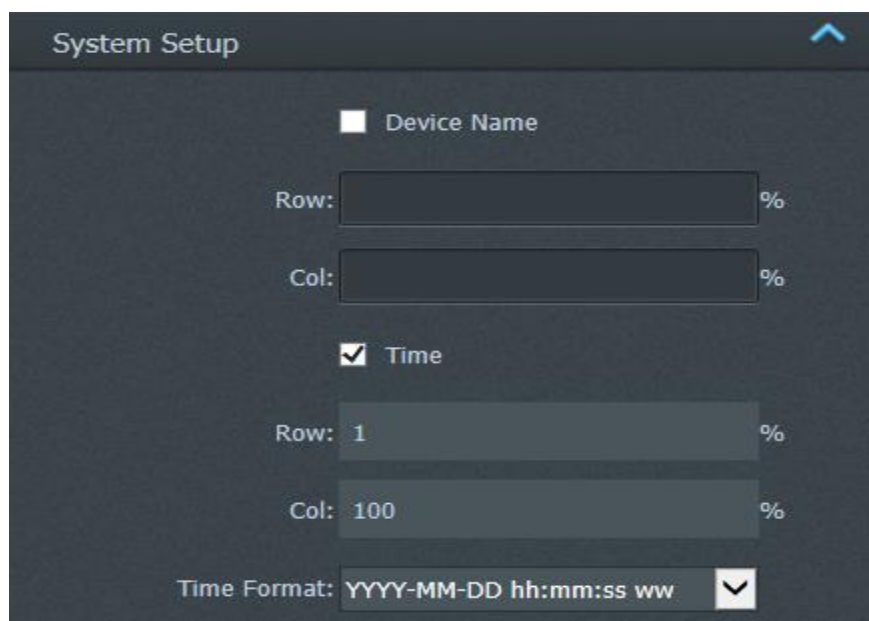 System Setup
Device Name
Row: %
Col: %
Time
Row: 1 %
Col: 100 %
Time Format: YYYY-MM-DD hh:mm:ss ww